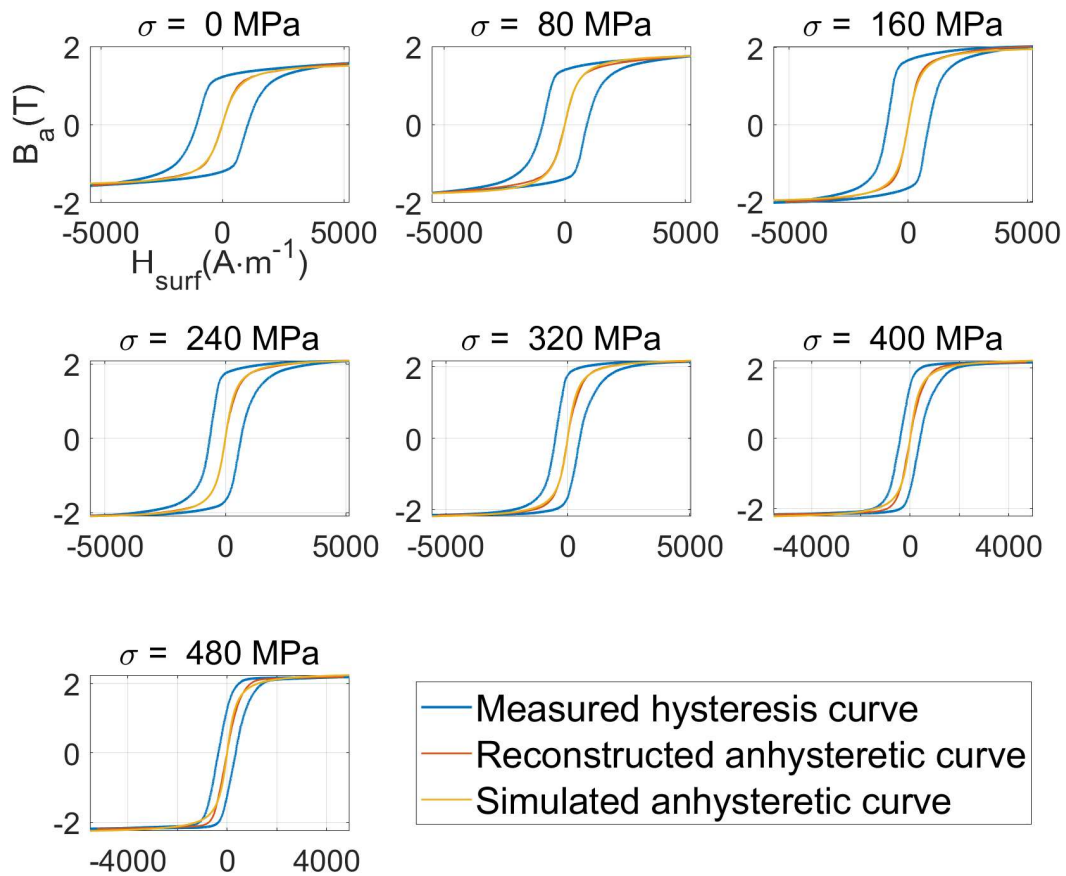 σ = 0 MPa
σ = 80 MPa
σ = 160 MPa
B_a(T)
2
0
-2
-5000 0 5000
H_surf(A·m⁻¹)
2
0
-2
-5000 0 5000
2
0
-2
-5000 0 5000
σ = 240 MPa
σ = 320 MPa
σ = 400 MPa
2
0
-2
-5000 0 5000
2
0
-2
-5000 0 5000
2
0
-2
-4000 0 4000
σ = 480 MPa
2
0
-2
-4000 0 4000
Measured hysteresis curve
Reconstructed anhysteretic curve
Simulated anhysteretic curve